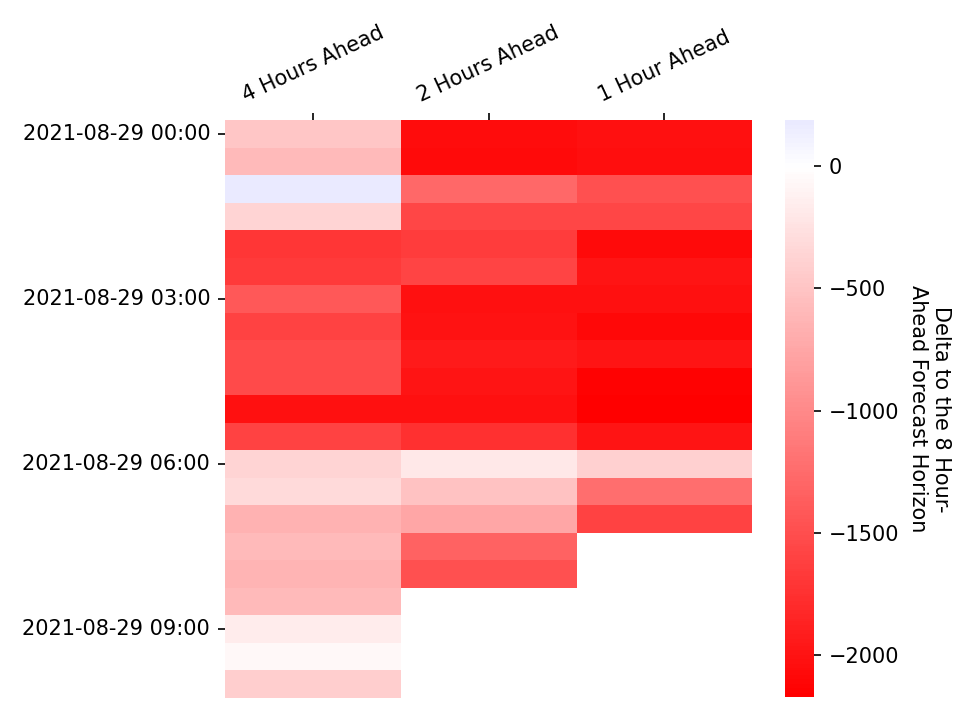 4 Hours Ahead
2 Hours Ahead
1 Hour Ahead
2021-08-29 00:00
2021-08-29 03:00
2021-08-29 06:00
2021-08-29 09:00
0
−500
−1000
−1500
−2000
Delta to the 8 Hour-
Ahead Forecast Horizon